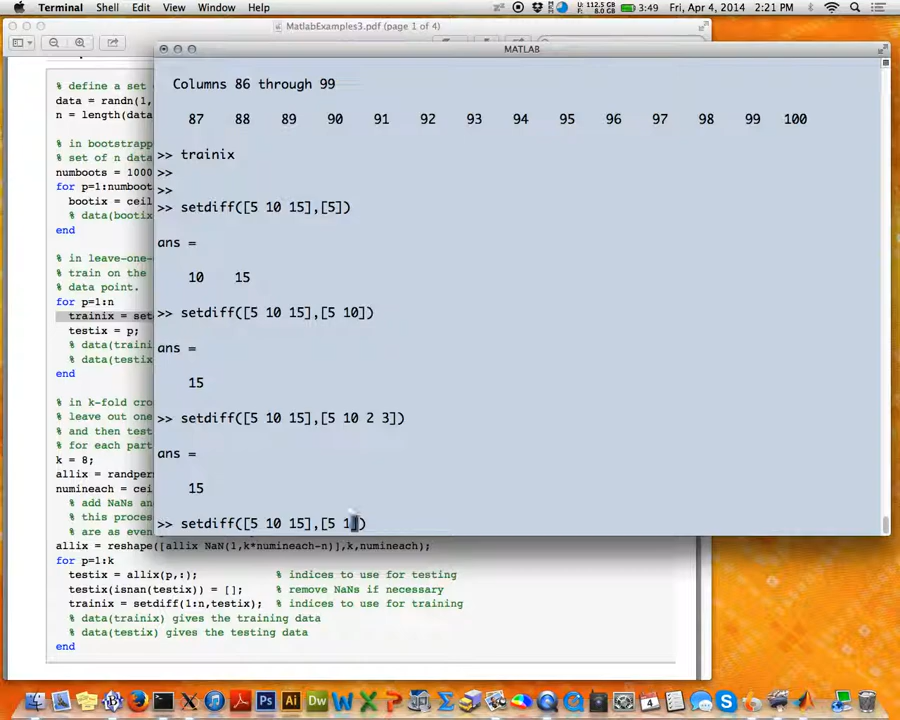 Terminal Shell Edit View Window Help
3:49 Fri, Apr 4, 2014 2:21 PM
MatlabExamples3.pdf (page 1 of 4)
MATLAB
% define a set
data = randn(1,
n = length(data
% in bootstrapp
% set of n data
numboots = 1000
for p=1:numboot
bootix = ceil
% data(bootix
end
% in leave-one-
% train on the
% data point.
for p=1:n
trainix = set
testix = p;
% data(traini
% data(testix
end
% in k-fold cro
% leave out one
% and then test
% for each part
k = 8;
allix = randper
numineach = cei
% add NaNs an
% this proces
% are as even
allix = reshape([allix NaN(1,k*numineach-n)],k,numineach);
for p=1:k
testix = allix(p,:); % indices to use for testing
testix(isnan(testix)) = []; % remove NaNs if necessary
trainix = setdiff(1:n,testix); % indices to use for training
% data(trainix) gives the training data
% data(testix) gives the testing data
end
Columns 86 through 99
87 88 89 90 91 92 93 94 95 96 97 98 99 100
>> trainix
>>
>>
>> setdiff([5 10 15],[5])
ans =
10 15
>> setdiff([5 10 15],[5 10])
ans =
15
>> setdiff([5 10 15],[5 10 2 3])
ans =
15
>> setdiff([5 10 15],[5 1])